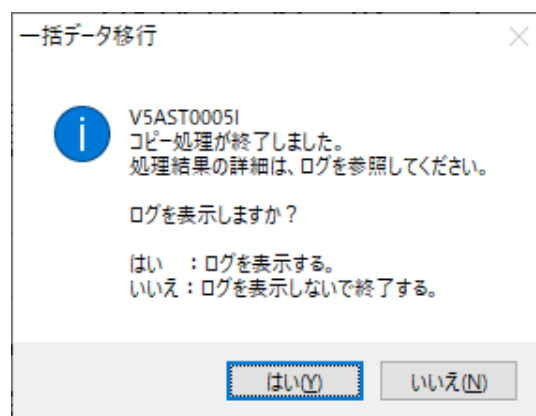 一括データ移行
V5AST0005I
コピー処理が終了しました。
処理結果の詳細は、ログを参照してください。
ログを表示しますか？
はい　：ログを表示する。
いいえ：ログを表示しないで終了する。
はい(Y)
いいえ(N)